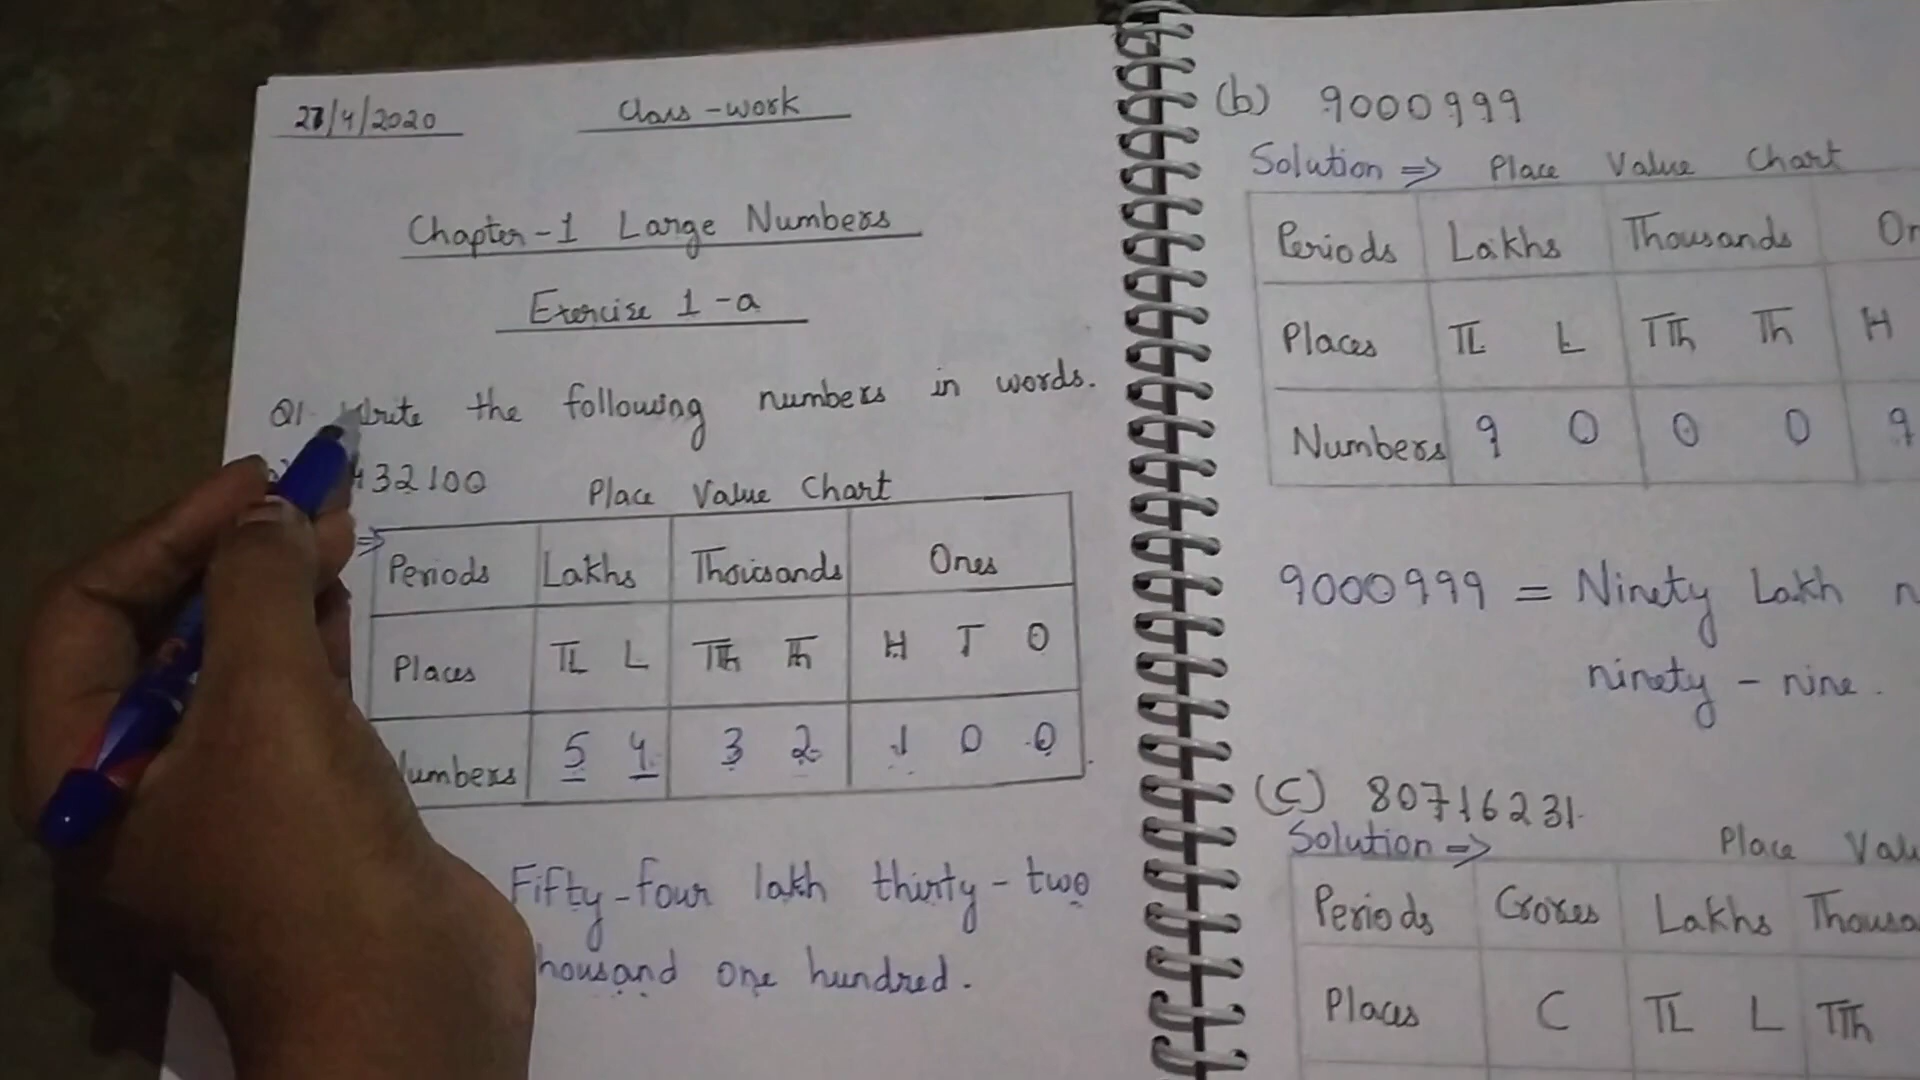 27/4/2020 Class-work
Chapter-1 Large Numbers
Exercise 1-a
Q1. Write the following numbers in words.
432100 Place Value Chart
⇒
Periods Lakhs Thousands Ones
Places TL L TTh Th H T O
Numbers 5 4 3 2 1 0 0
Fifty-four lakh thirty-two
housand one hundred.
(b) 9000999
Solution ⇒ Place Value Chart
Periods Lakhs Thousands On
Places TL L TTh Th H
Numbers 9 0 0 0 9
9000999 = Ninety Lakh n
ninety - nine.
(C) 80716231
Solution ⇒ Place Valu
Periods Crores Lakhs Thousa
Places C TL L TTh